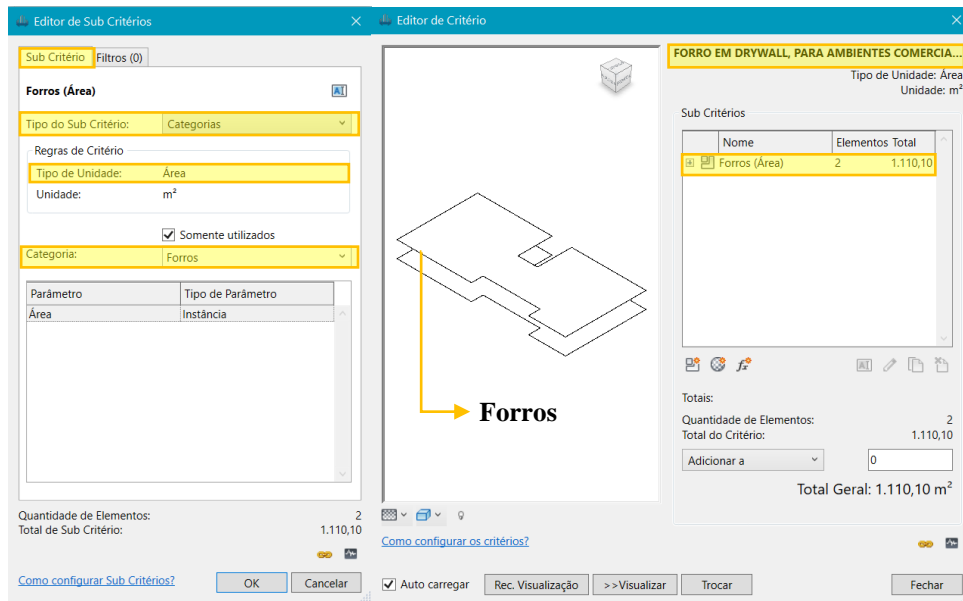 Editor de Sub Critérios
Sub Critério Filtros (0)
Forros (Área)
Tipo do Sub Critério: Categorias
Regras de Critério
Tipo de Unidade: Área
Unidade: m²
Somente utilizados
Categoria: Forros
Parâmetro Tipo de Parâmetro
Área Instância
Quantidade de Elementos: 2
Total de Sub Critério: 1.110,10
Como configurar Sub Critérios? OK Cancelar
Editor de Critério
FORRO EM DRYWALL, PARA AMBIENTES COMERCIA...
Tipo de Unidade: Área
Unidade: m²
Sub Critérios
Nome Elementos Total
Forros (Área) 2 1.110,10
Forros
Totais:
Quantidade de Elementos: 2
Total do Critério: 1.110,10
Adicionar a 0
Total Geral: 1.110,10 m²
Como configurar os critérios?
Auto carregar Rec. Visualização >>Visualizar Trocar Fechar